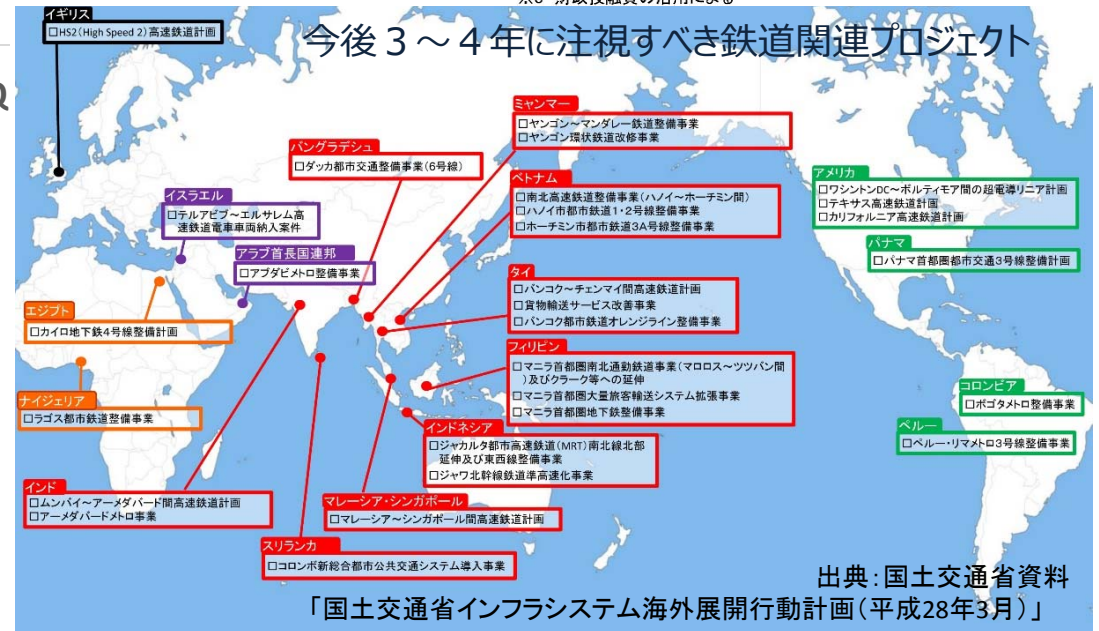 今後３～４年に注視すべき鉄道関連プロジェクト
イギリス
□HS2(High Speed 2)高速鉄道計画
ミャンマー
□ヤンゴン～マンダレー鉄道整備事業
□ヤンゴン環状鉄道改修事業
バングラデシュ
□ダッカ都市交通整備事業(6号線)
ベトナム
□南北高速鉄道整備事業(ハノイ～ホーチミン間)
□ハノイ市都市鉄道1・2号線整備事業
□ホーチミン市都市鉄道3A号線整備事業
アメリカ
□ワシントンDC～ボルティモア間の超電導リニア計画
□テキサス高速鉄道計画
□カリフォルニア高速鉄道計画
イスラエル
□テルアビブ～エルサレム高
速鉄道電車車両納入案件
アラブ首長国連邦
□アブダビメトロ整備事業
パナマ
□パナマ首都圏都市交通3号線整備計画
タイ
□バンコク～チェンマイ間高速鉄道計画
□貨物輸送サービス改善事業
□バンコク都市鉄道オレンジライン整備事業
エジプト
□カイロ地下鉄4号線整備計画
フィリピン
□マニラ首都圏南北通勤鉄道事業(マロロス～ツツバン間
)及びクラーク等への延伸
□マニラ首都圏大量旅客輸送システム拡張事業
□マニラ首都圏地下鉄整備事業
ナイジェリア
□ラゴス都市鉄道整備事業
コロンビア
□ボゴタメトロ整備事業
ペルー
□ペルー・リマメトロ3号線整備事業
インドネシア
□ジャカルタ都市高速鉄道(MRT)南北線北部
延伸及び東西線整備事業
□ジャワ北幹線鉄道準高速化事業
インド
□ムンバイ～アーメダバード間高速鉄道計画
□アーメダバードメトロ事業
マレーシア・シンガポール
□マレーシア～シンガポール間高速鉄道計画
スリランカ
□コロンボ新総合都市公共交通システム導入事業
出典：国土交通省資料
「国土交通省インフラシステム海外展開行動計画(平成28年3月)」